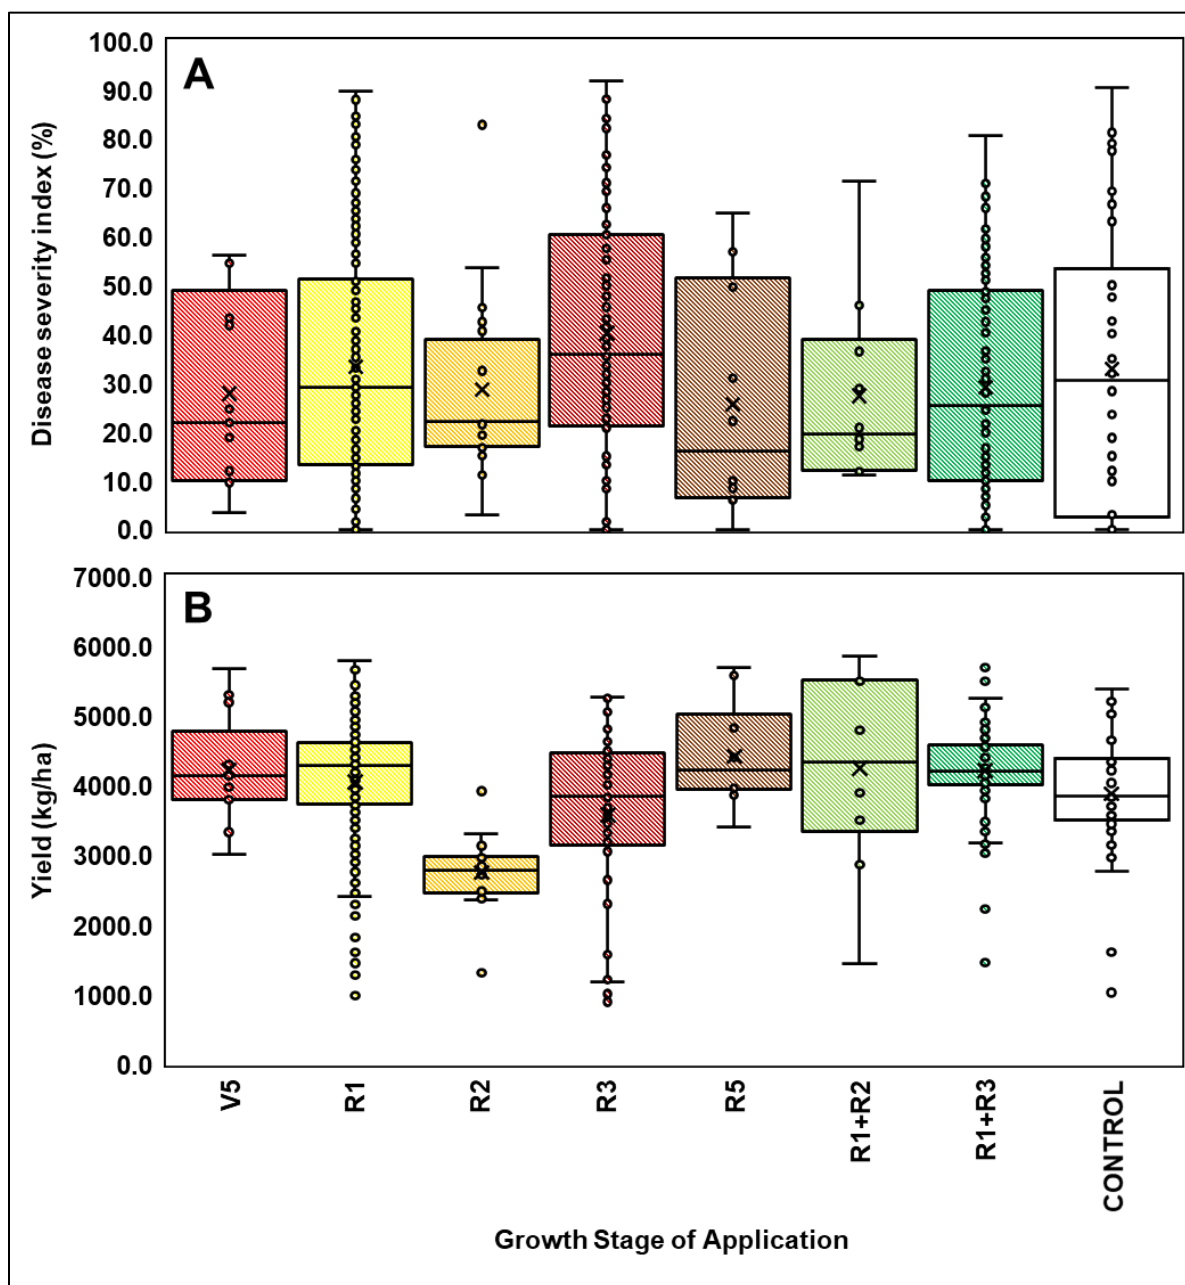 A
100.0
90.0
80.0
70.0
60.0
50.0
40.0
30.0
20.0
10.0
0.0
Disease severity index (%)
B
7000.0
6000.0
5000.0
4000.0
3000.0
2000.0
1000.0
0.0
Yield (kg/ha)
V5
R1
R2
R3
R5
R1+R2
R1+R3
CONTROL
Growth Stage of Application